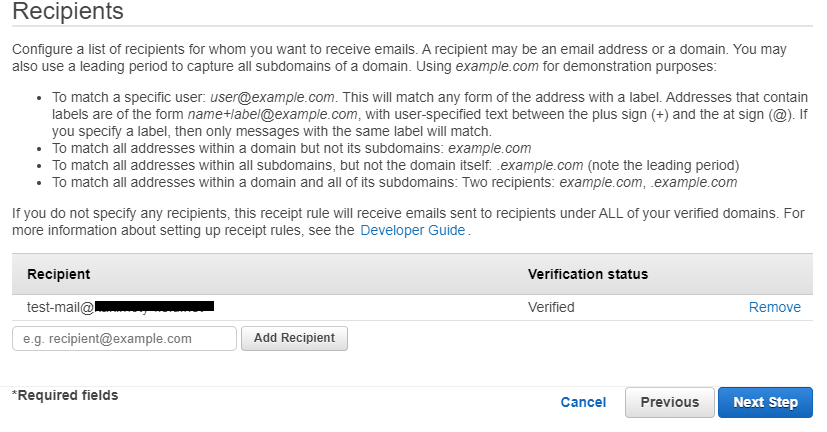 Recipients
Configure a list of recipients for whom you want to receive emails. A recipient may be an email address or a domain. You may
also use a leading period to capture all subdomains of a domain. Using example.com for demonstration purposes:
• To match a specific user: user@example.com. This will match any form of the address with a label. Addresses that contain
labels are of the form name+label@example.com, with user-specified text between the plus sign (+) and the at sign (@). If
you specify a label, then only messages with the same label will match.
• To match all addresses within a domain but not its subdomains: example.com
• To match all addresses within all subdomains, but not the domain itself: .example.com (note the leading period)
• To match all addresses within a domain and all of its subdomains: Two recipients: example.com, .example.com
If you do not specify any recipients, this receipt rule will receive emails sent to recipients under ALL of your verified domains. For
more information about setting up receipt rules, see the Developer Guide.
Recipient Verification status
test-mail@ Verified Remove
e.g. recipient@example.com Add Recipient
*Required fields Cancel Previous Next Step